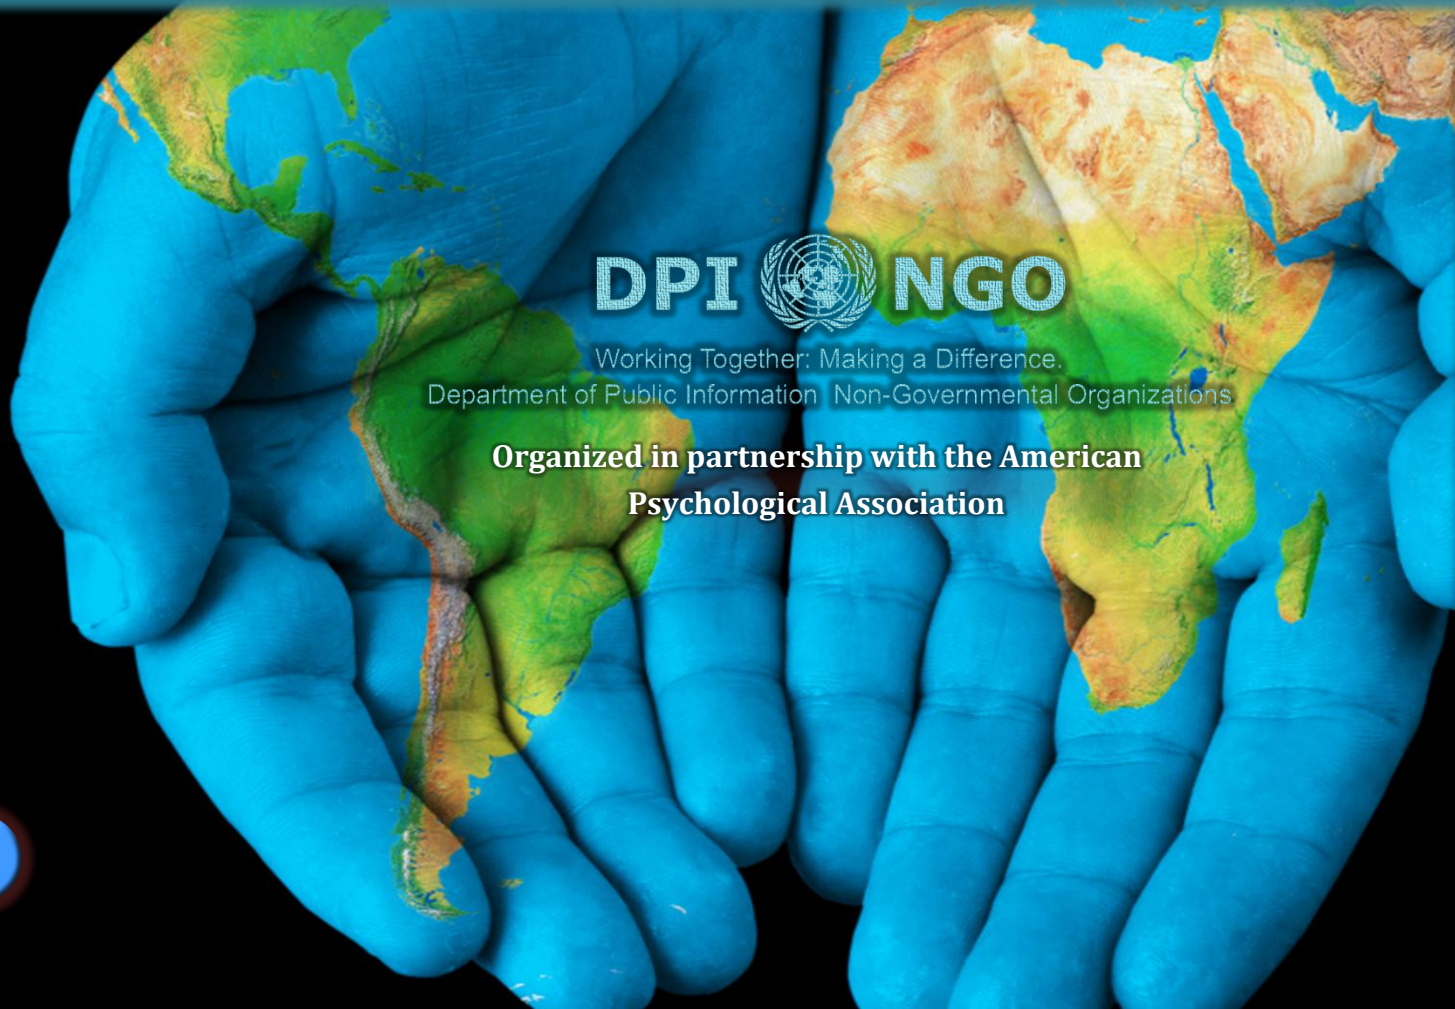 DPI NGO
Working Together: Making a Difference.
Department of Public Information Non-Governmental Organizations
Organized in partnership with the American
Psychological Association